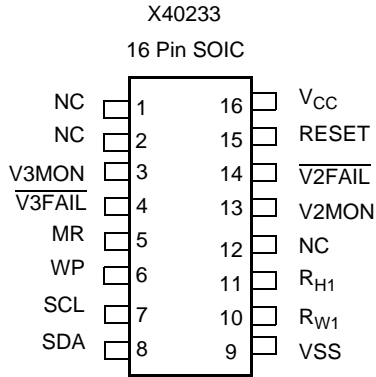 X40233
16 Pin SOIC
NC 1 16 VCC
NC 2 15 RESET
V3MON 3 14 V2FAIL
V3FAIL 4 13 V2MON
MR 5 12 NC
WP 6 11 RH1
SCL 7 10 RW1
SDA 8 9 VSS